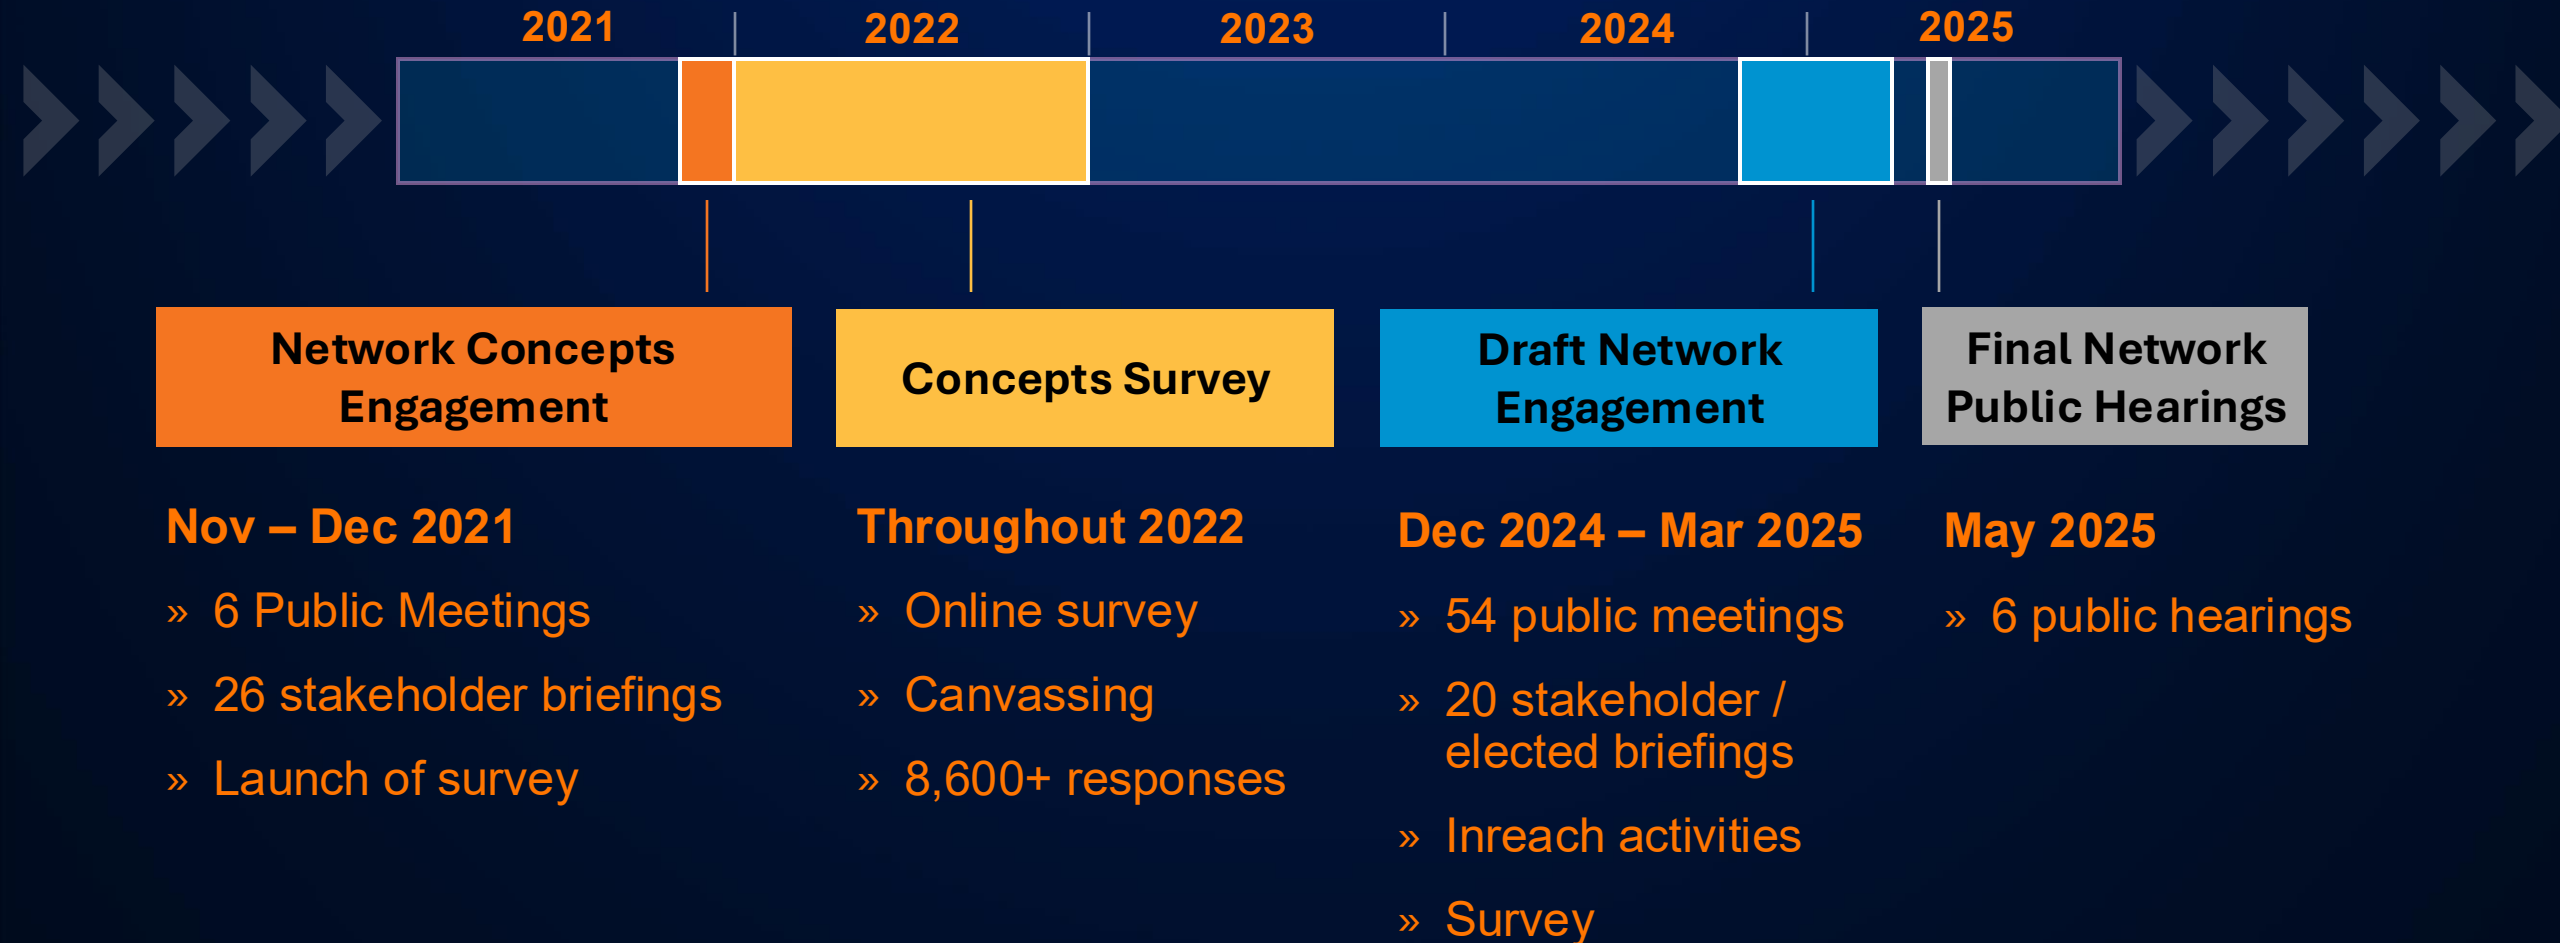 2021
2022
2023
2024
2025
Network Concepts
Engagement
Concepts Survey
Draft Network
Engagement
Final Network
Public Hearings
Nov – Dec 2021
» 6 Public Meetings
» 26 stakeholder briefings
» Launch of survey
Throughout 2022
» Online survey
» Canvassing
» 8,600+ responses
Dec 2024 – Mar 2025
» 54 public meetings
» 20 stakeholder /
elected briefings
» Inreach activities
» Survey
May 2025
» 6 public hearings